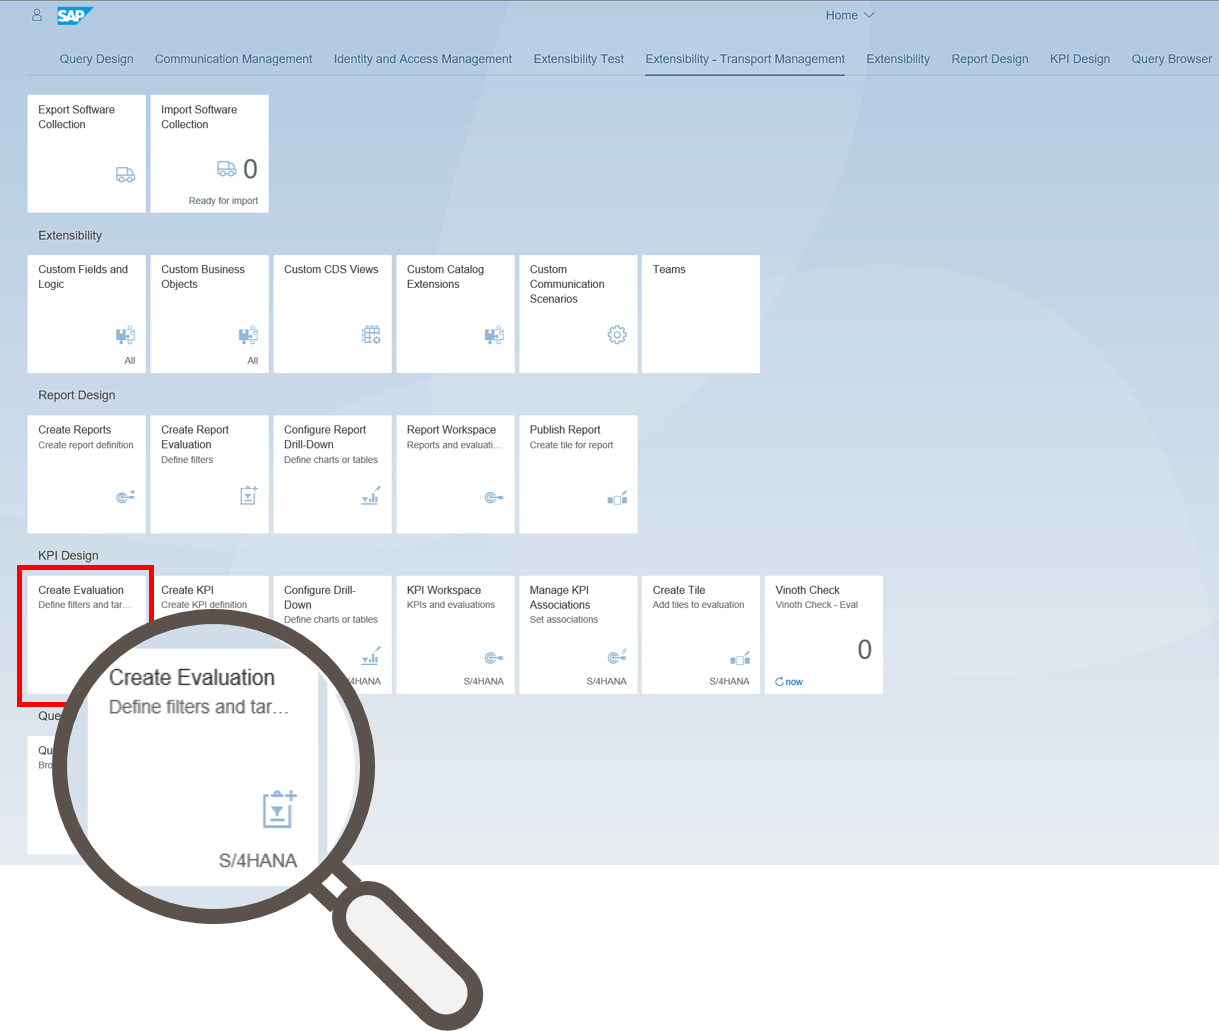 SAP
Home
Query Design
Communication Management
Identity and Access Management
Extensibility Test
Extensibility - Transport Management
Extensibility
Report Design
KPI Design
Query Browser
Export Software
Collection
Import Software
Collection
0
Ready for import
Extensibility
Custom Fields and
Logic
All
Custom Business
Objects
All
Custom CDS Views
Custom Catalog
Extensions
Custom
Communication
Scenarios
Teams
Report Design
Create Reports
Create report definition
Create Report
Evaluation
Define filters
Configure Report
Drill-Down
Define charts or tables
Report Workspace
Reports and evaluati...
Publish Report
Create tile for report
KPI Design
Create Evaluation
Define filters and tar...
Create KPI
Create KPI definition
Configure Drill-
Down
Define charts or tables
/4HANA
KPI Workspace
KPIs and evaluations
S/4HANA
Manage KPI
Associations
Set associations
S/4HANA
Create Tile
Add tiles to evaluation
S/4HANA
Vinoth Check
Vinoth Check - Eval
0
now
Create Evaluation
Define filters and tar...
S/4HANA